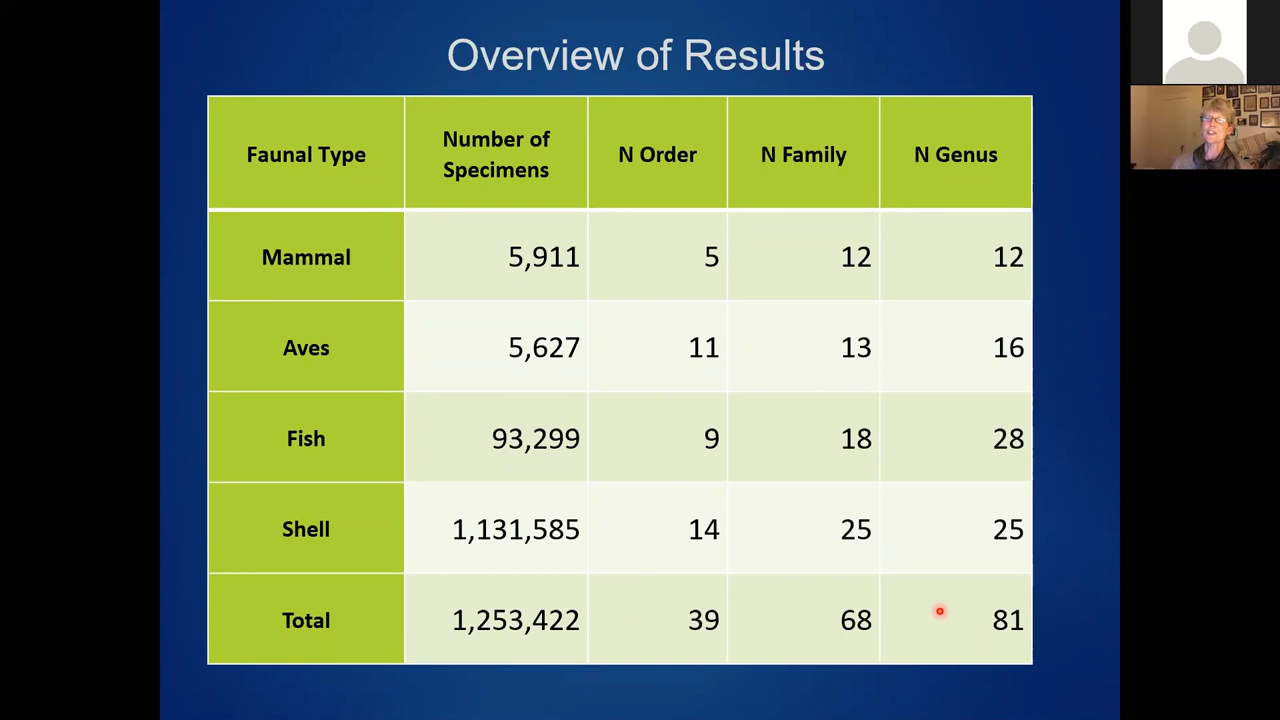 Overview of Results
Faunal Type Number of Specimens N Order N Family N Genus
Mammal 5,911 5 12 12
Aves 5,627 11 13 16
Fish 93,299 9 18 28
Shell 1,131,585 14 25 25
Total 1,253,422 39 68 81